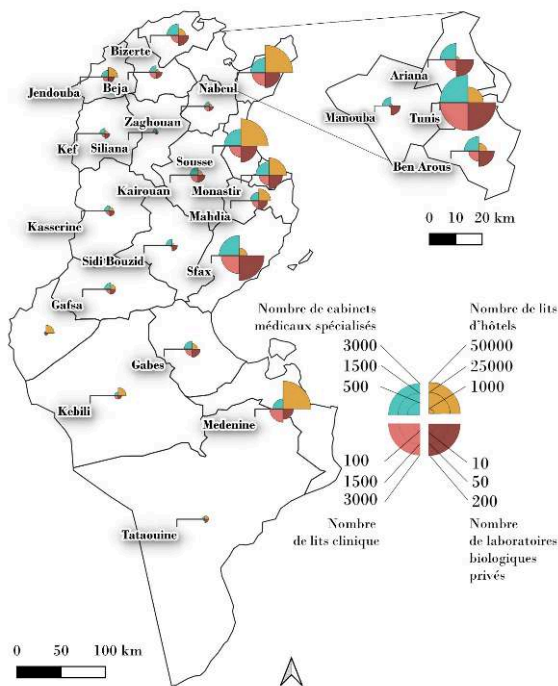 Bizerte
Jendouba
Beja
Nabeul
Zaghouan
Kef
Siliana
Sousse
Kairouan
Monastir
Mahdia
Kasserine
Sidi Bouzid
Sfax
Gafsa
Gabes
Kébili
Medenine
Tataouine
Ariana
Manouba
Tunis
Ben Arous
0 10 20 km
Nombre de cabinets
médicaux spécialisés
3000
1500
500
Nombre de lits
d'hôtels
50000
25000
1000
100
1500
3000
Nombre
de lits clinique
10
50
200
Nombre
de laboratoires
biologiques
privés
0 50 100 km